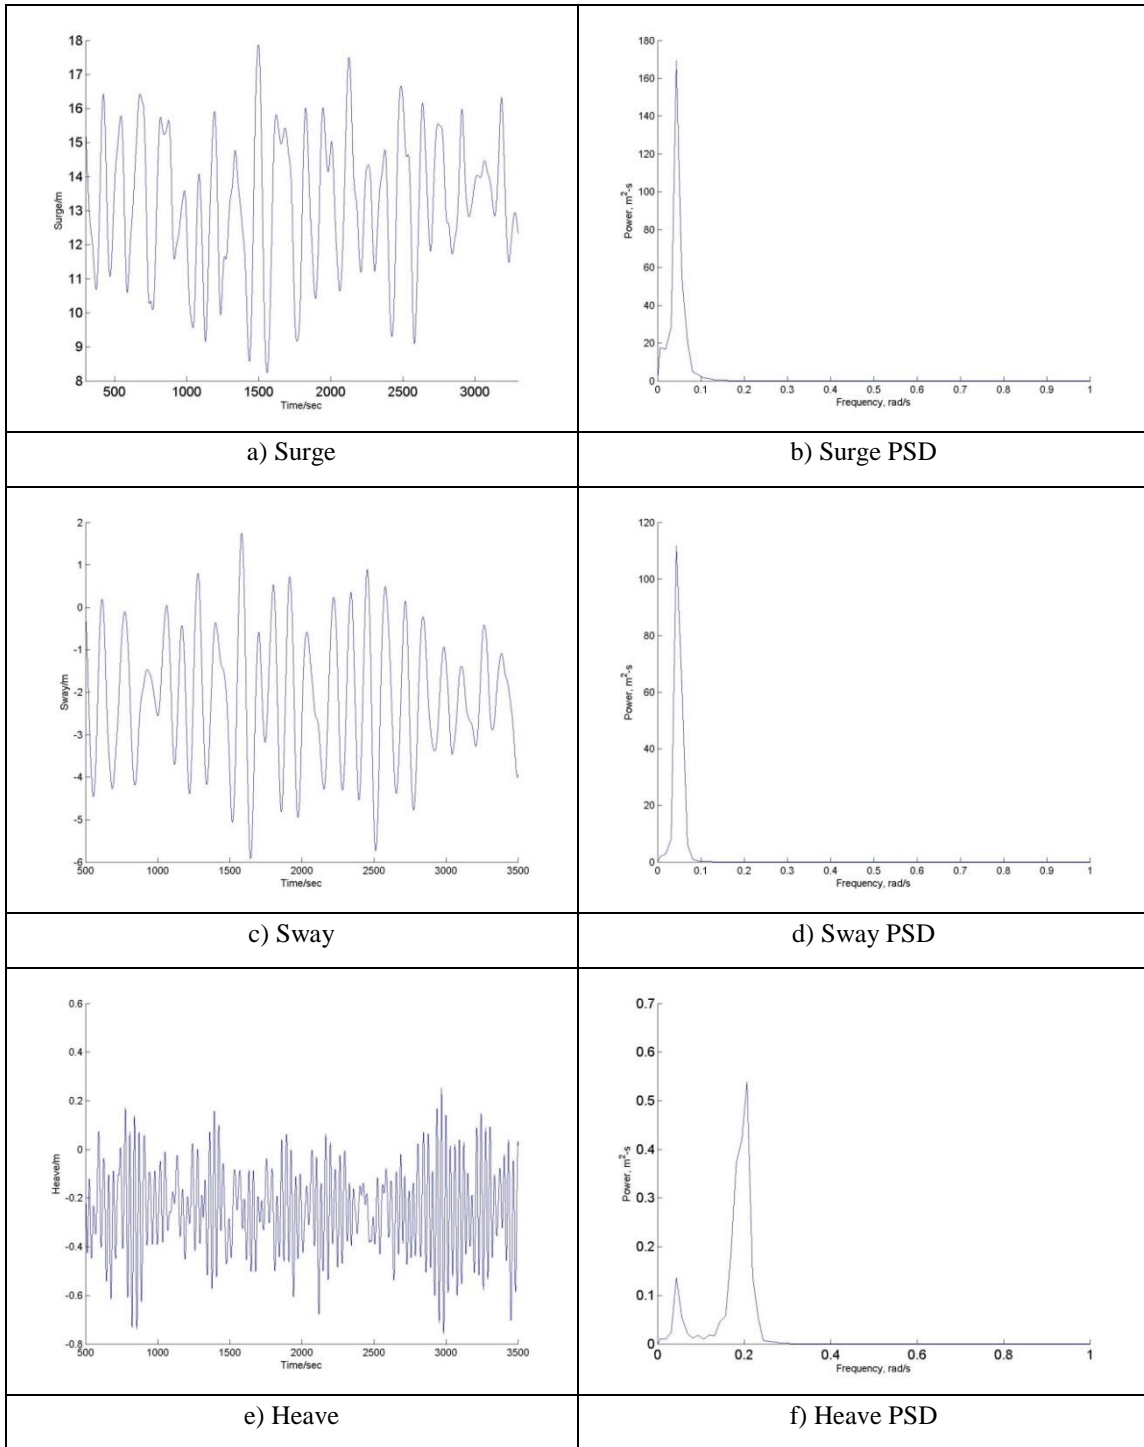 18
17
16
15
14
13
12
11
10
9
8
Surge/m
500 1000 1500 2000 2500 3000
Time/sec
180
160
140
120
100
80
60
40
20
0
Power, m²-s
0 0.1 0.2 0.3 0.4 0.5 0.6 0.7 0.8 0.9 1
Frequency, rad/s
a) Surge
b) Surge PSD
2
1
0
-1
-2
-3
-4
-5
-6
Sway/m
500 1000 1500 2000 2500 3000 3500
Time/sec
120
100
80
60
40
20
0
Power, m²-s
0 0.1 0.2 0.3 0.4 0.5 0.6 0.7 0.8 0.9 1
Frequency, rad/s
c) Sway
d) Sway PSD
0.6
0.4
0.2
0
-0.2
-0.4
-0.6
-0.8
Heave/m
500 1000 1500 2000 2500 3000 3500
Time/sec
0.7
0.6
0.5
0.4
0.3
0.2
0.1
0
Power, m²-s
0 0.2 0.4 0.6 0.8 1
Frequency, rad/s
e) Heave
f) Heave PSD